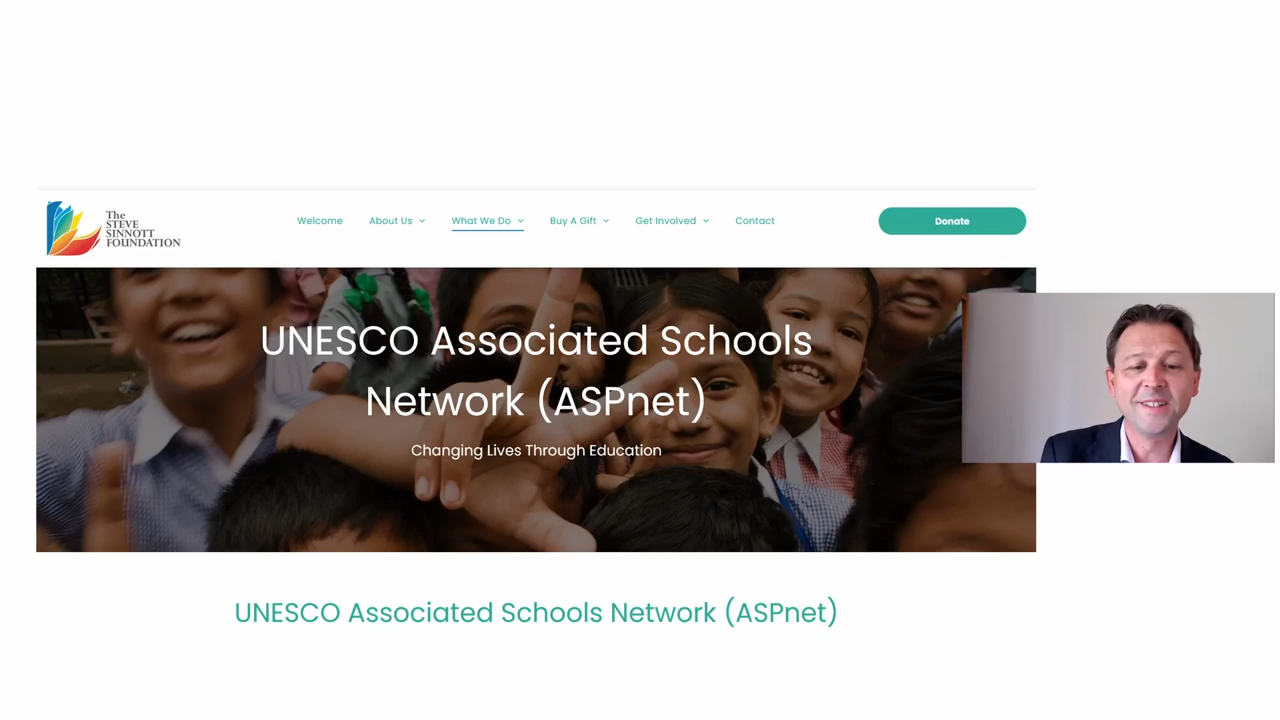 The
STEVE
SINNOTT
FOUNDATION
Welcome About Us What We Do Buy A Gift Get Involved Contact Donate
UNESCO Associated Schools
Network (ASPnet)
Changing Lives Through Education
UNESCO Associated Schools Network (ASPnet)